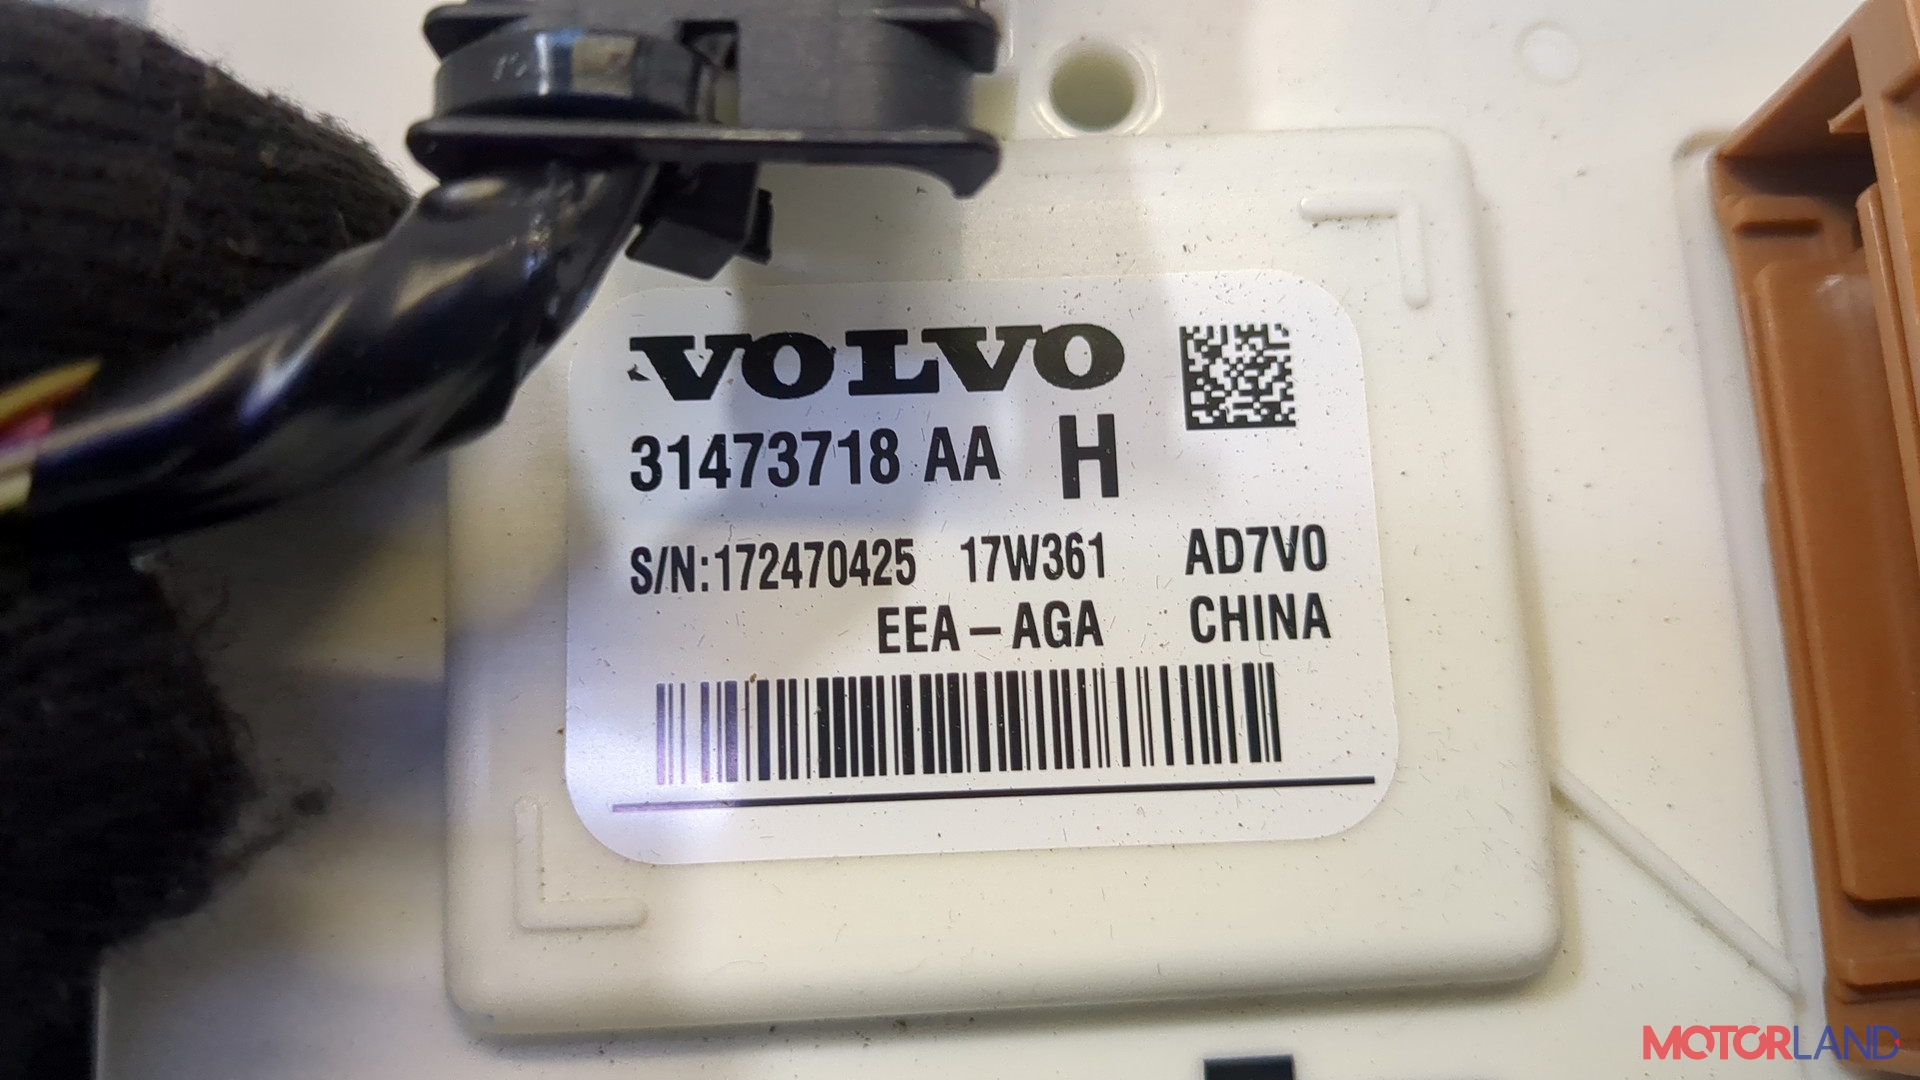 VOLVO
31473718 AA H
S/N:172470425 17W361 AD7V0
EEA-AGA CHINA
MOTORLAND